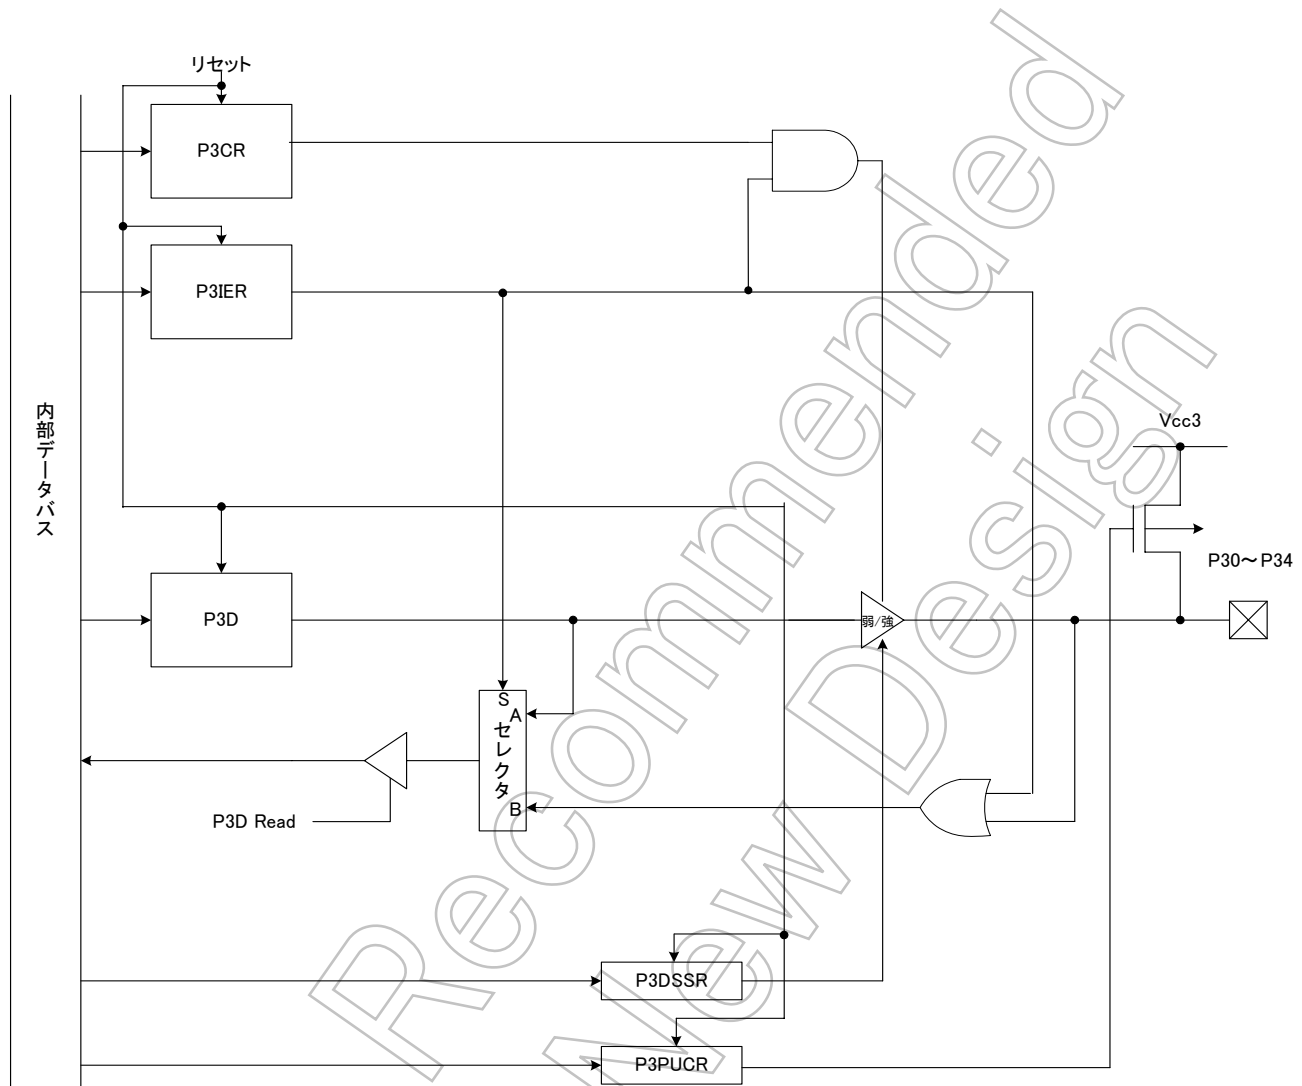 リセット
P3CR
P3IER
内部データバス
Vcc3
P30～P34
P3D
弱/強
S
A
セレクタ
B
P3D Read
P3DSSR
P3PUCR
Recommended
New Design